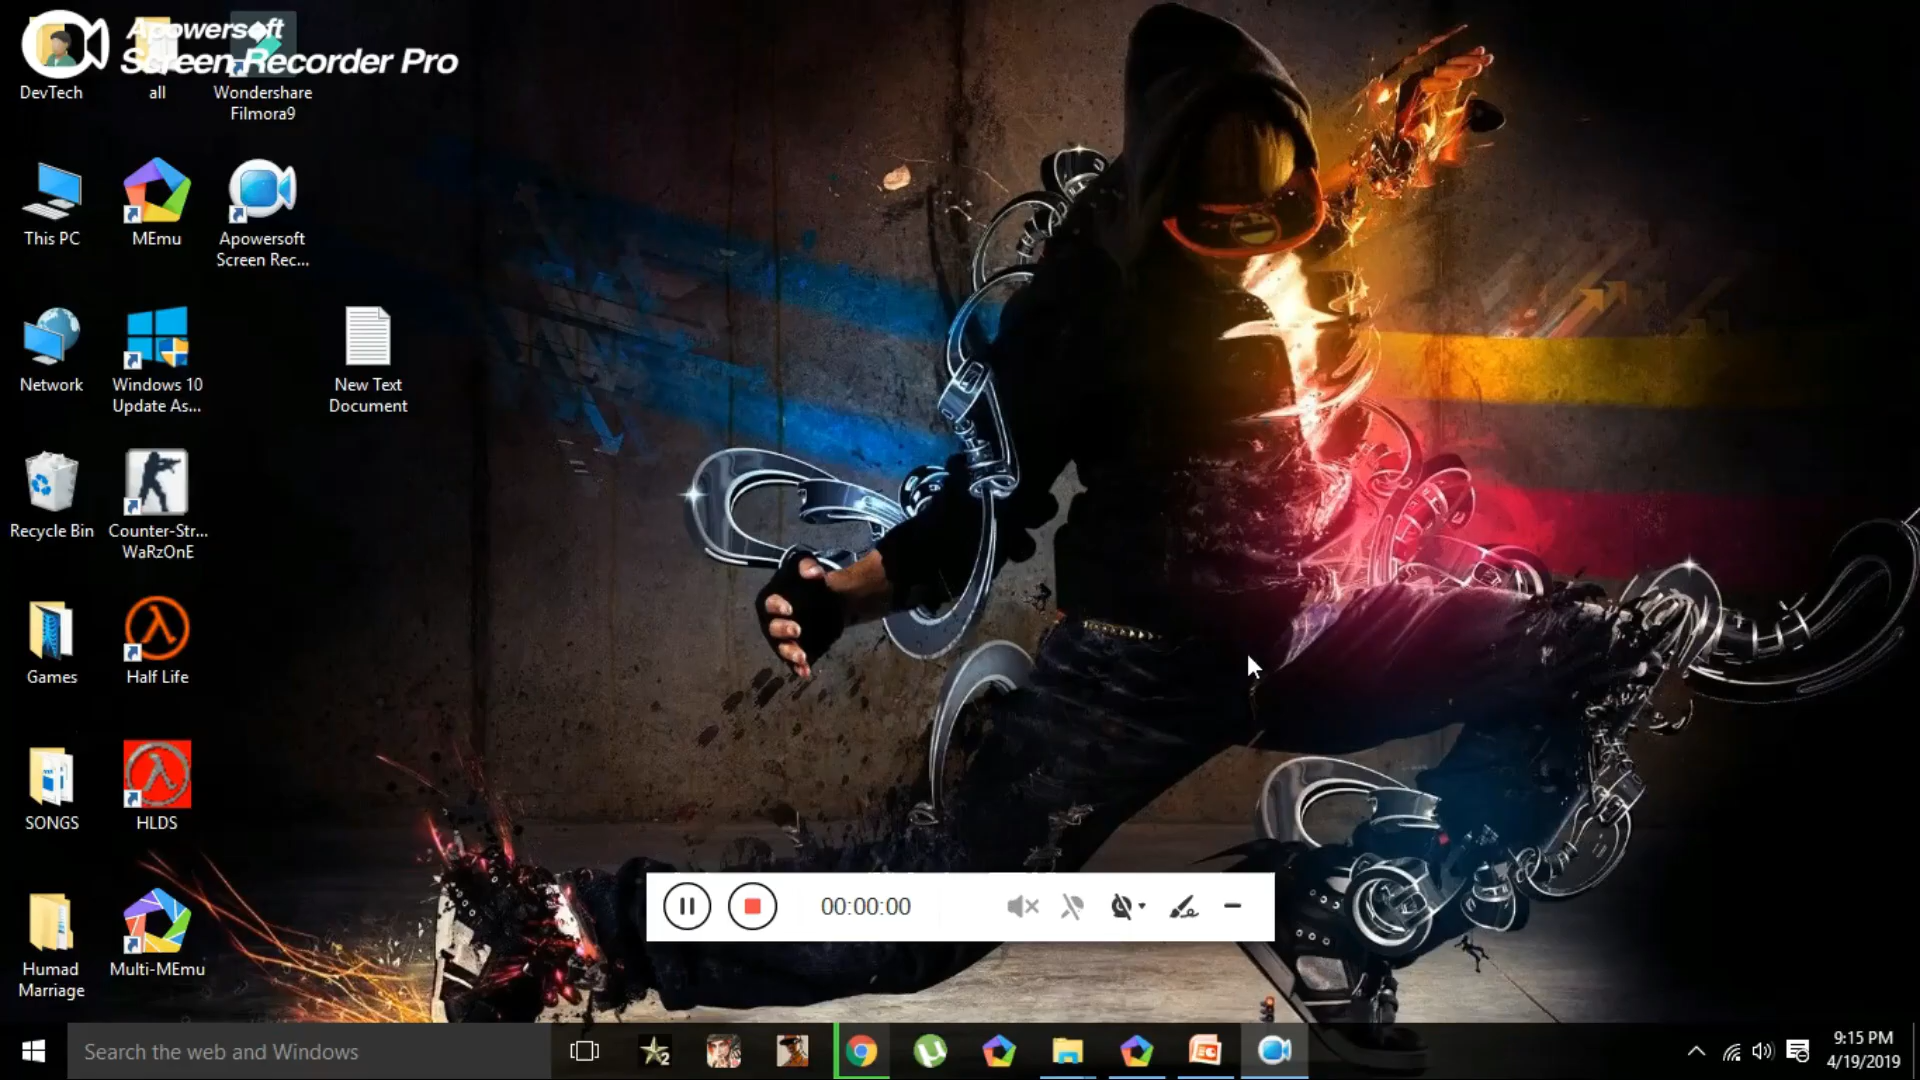 Apowersoft
Screen Recorder Pro
DevTech
all
Wondershare
Filmora9
This PC
MEmu
Apowersoft
Screen Rec...
Network
Windows 10
Update As...
New Text
Document
Recycle Bin
Counter-Str...
WaRzOnE
Games
Half Life
SONGS
HLDS
Humad
Marriage
Multi-MEmu
00:00:00
Search the web and Windows
2
9:15 PM
4/19/2019